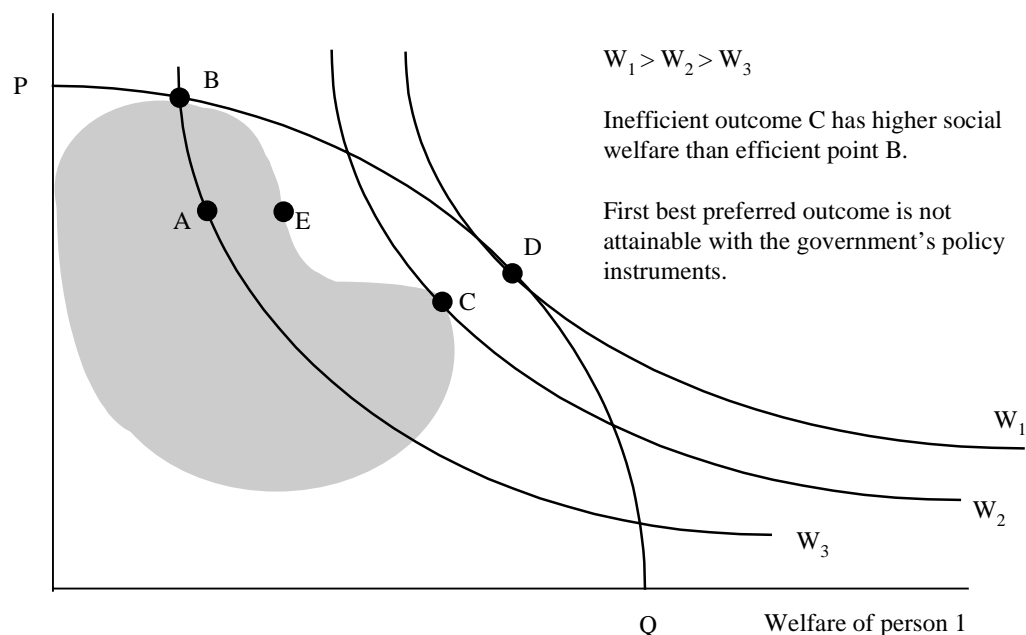 W1 > W2 > W3
P
B
Inefficient outcome C has higher social
welfare than efficient point B.
A
E
First best preferred outcome is not
attainable with the government's policy
instruments.
D
C
W1
W2
W3
Q
Welfare of person 1